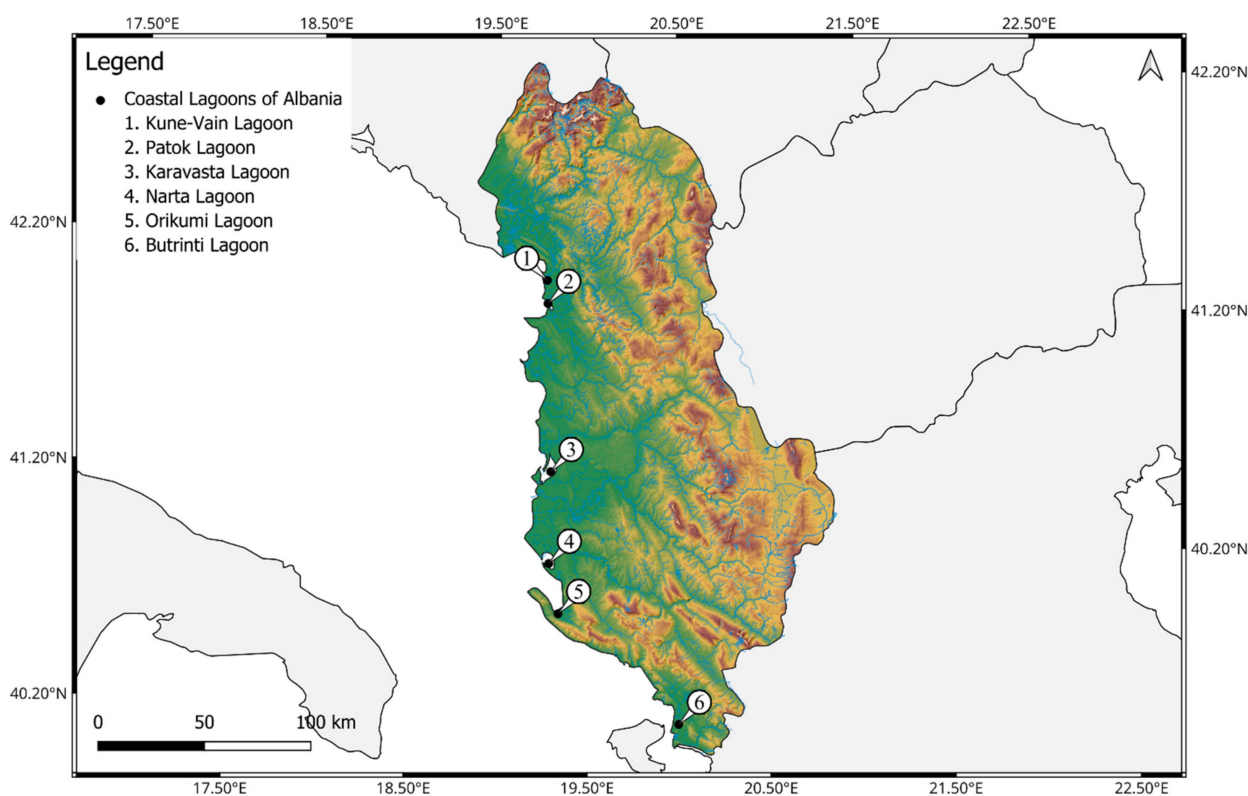 17.50°E 18.50°E 19.50°E 20.50°E 21.50°E 22.50°E
Legend
Coastal Lagoons of Albania
1. Kune-Vain Lagoon
2. Patok Lagoon
3. Karavasta Lagoon
4. Narta Lagoon
5. Orikumi Lagoon
6. Butrinti Lagoon
42.20°N
42.20°N
1
2
41.20°N
3
41.20°N
4
40.20°N
5
40.20°N
6
0 50 100 km
17.50°E 18.50°E 19.50°E 20.50°E 21.50°E 22.50°E